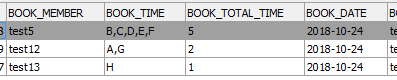 BOOK_MEMBER BOOK_TIME BOOK_TOTAL_TIME BOOK_DATE
test5 B,C,D,E,F 5 2018-10-24
test12 A,G 2 2018-10-24
test13 H 1 2018-10-24